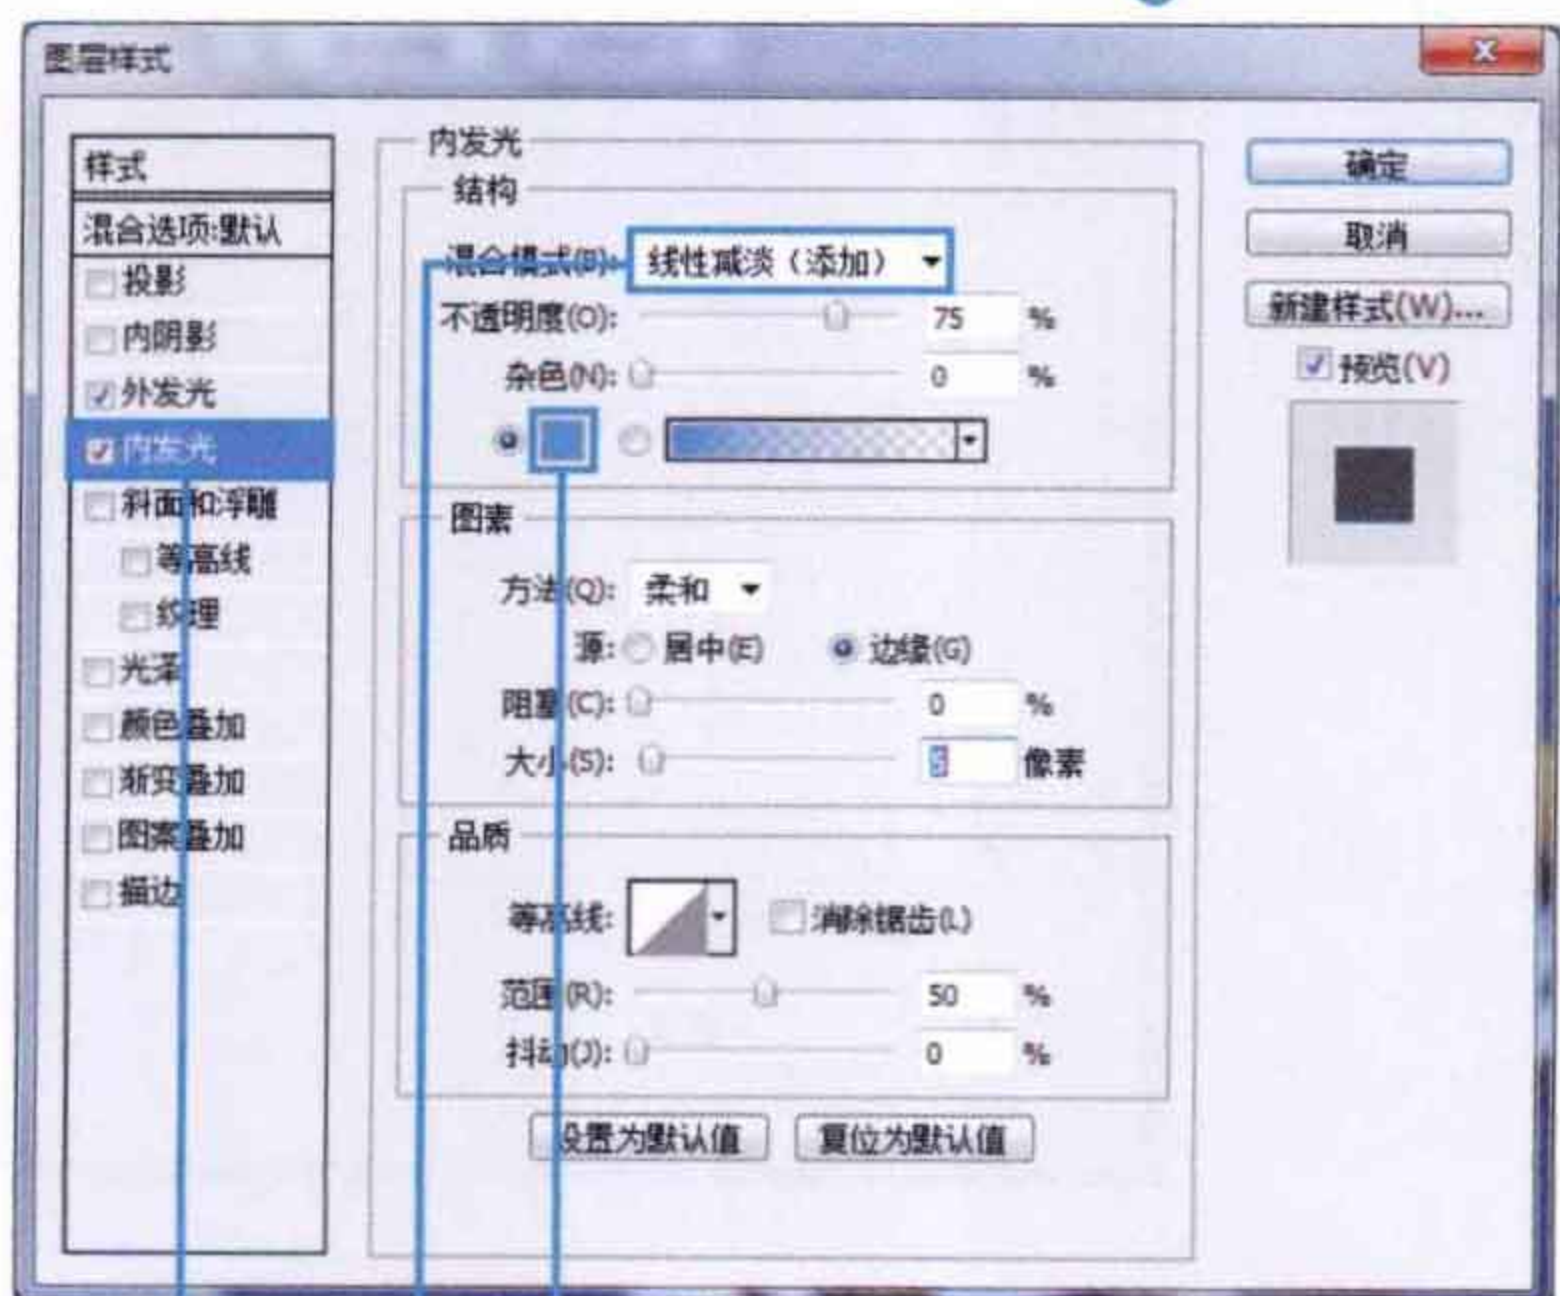 图层样式
样式
混合选项:默认
投影
内阴影
外发光
内发光
斜面和浮雕
等高线
纹理
光泽
颜色叠加
渐变叠加
图案叠加
描边
内发光
结构
混合模式(B): 线性减淡（添加）
不透明度(O): 75 %
杂色(N): 0 %
图素
方法(Q): 柔和
源: 居中(E) 边缘(G)
阻塞(C): 0 %
大小(S): 5 像素
品质
等高线: 消除锯齿(L)
范围(R): 50 %
抖动(J): 0 %
设置为默认值 复位为默认值
确定
取消
新建样式(W)...
预览(V)